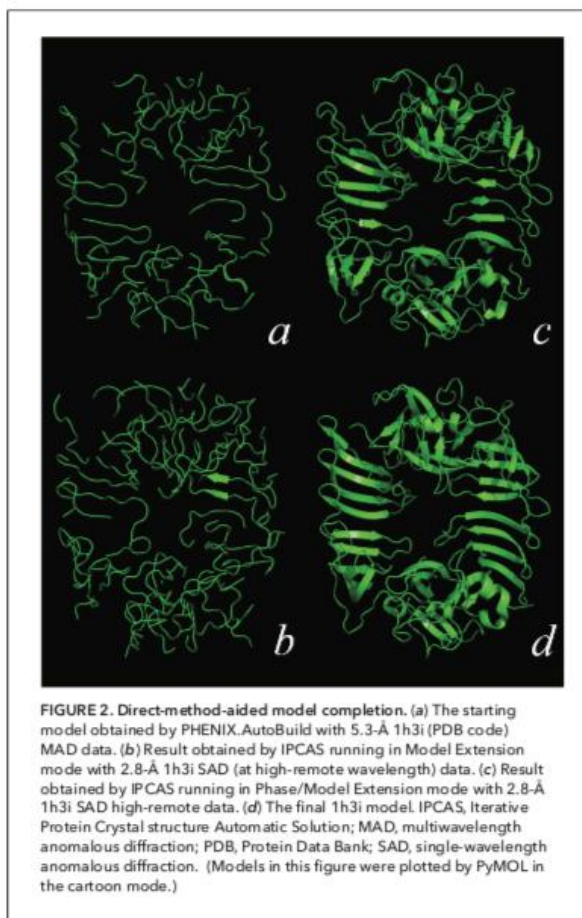 a
c
b
d
FIGURE 2. Direct-method-aided model completion. (a) The starting
model obtained by PHENIX.AutoBuild with 5.3-Å 1h3i (PDB code)
MAD data. (b) Result obtained by IPCAS running in Model Extension
mode with 2.8-Å 1h3i SAD (at high-remote wavelength) data. (c) Result
obtained by IPCAS running in Phase/Model Extension mode with 2.8-Å
1h3i SAD high-remote data. (d) The final 1h3i model. IPCAS, Iterative
Protein Crystal structure Automatic Solution; MAD, multiwavelength
anomalous diffraction; PDB, Protein Data Bank; SAD, single-wavelength
anomalous diffraction. (Models in this figure were plotted by PyMOL in
the cartoon mode.)